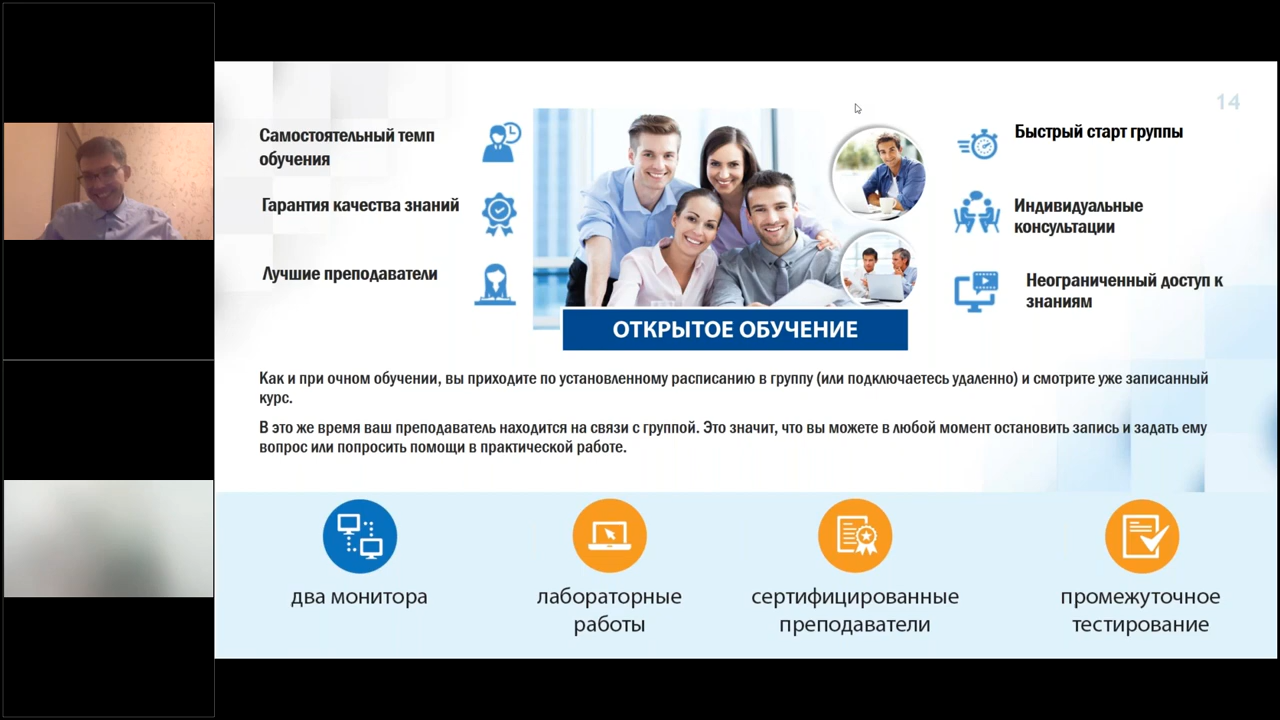 14
Самостоятельный темп
обучения
Гарантия качества знаний
Лучшие преподаватели
Быстрый старт группы
Индивидуальные
консультации
Неограниченный доступ к
знаниям
ОТКРЫТОЕ ОБУЧЕНИЕ
Как и при очном обучении, вы приходите по установленному расписанию в группу (или подключаетесь удаленно) и смотрите уже записанный
курс.
В это же время ваш преподаватель находится на связи с группой. Это значит, что вы можете в любой момент остановить запись и задать ему
вопрос или попросить помощи в практической работе.
два монитора
лабораторные
работы
сертифицированные
преподаватели
промежуточное
тестирование